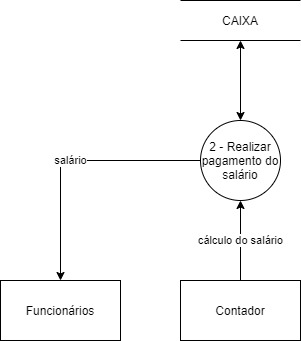 CAIXA
2 - Realizar
pagamento do
salário
salário
cálculo do salário
Funcionários
Contador